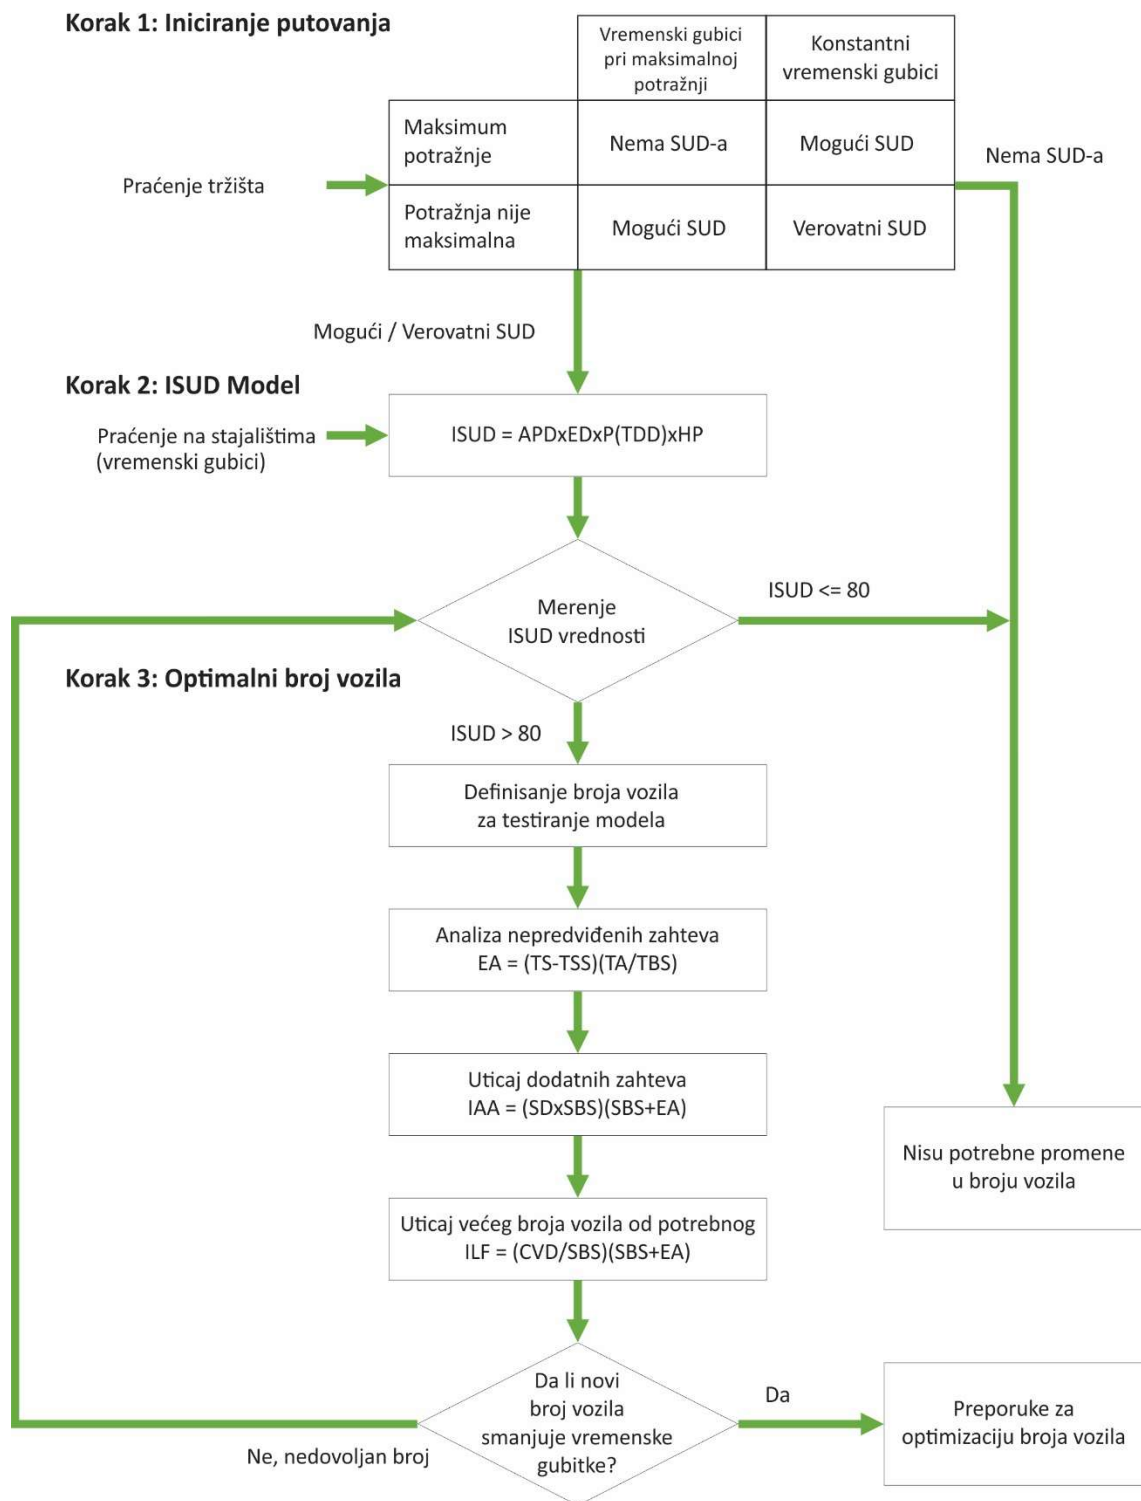 Korak 1: Iniciranje putovanja
Vremenski gubici
pri maksimalnoj
potražnji
Konstantni
vremenski gubici
Maksimum
potražnje
Nema SUD-a
Mogući SUD
Nema SUD-a
Praćenje tržišta
Potražnja nije
maksimalna
Mogući SUD
Verovatni SUD
Mogući / Verovatni SUD
Korak 2: ISUD Model
Praćenje na stajalištima
(vremenski gubici)
ISUD = APDxEDxP(TDD)xHP
Merenje
ISUD vrednosti
ISUD <= 80
Korak 3: Optimalni broj vozila
ISUD > 80
Definisanje broja vozila
za testiranje modela
Analiza nepredviđenih zahteva
EA = (TS-TSS)(TA/TBS)
Uticaj dodatnih zahteva
IAA = (SDxSBS)(SBS+EA)
Nisu potrebne promene
u broju vozila
Uticaj većeg broja vozila od potrebnog
ILF = (CVD/SBS)(SBS+EA)
Da li novi
broj vozila
smanjuje vremenske
gubitke?
Da
Ne, nedovoljan broj
Preporuke za
optimizaciju broja vozila